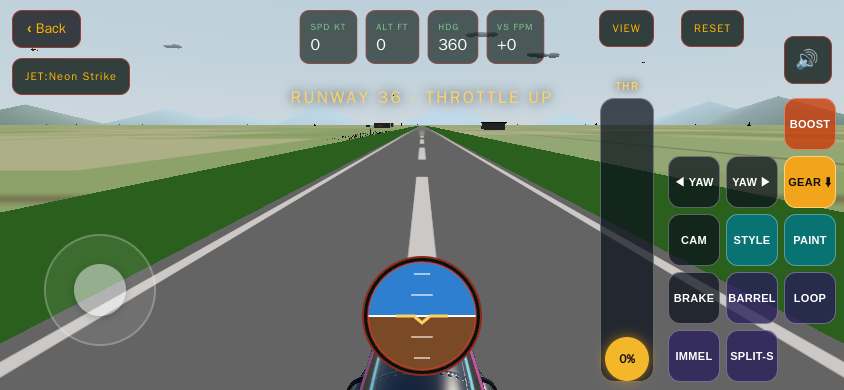 ‹ Back
JET:Neon Strike
SPD KT
0
ALT FT
0
HDG
360
VS FPM
+0
VIEW
RESET
RUNWAY 36 · THROTTLE UP
THR
0%
BOOST
◀ YAW
YAW ▶
GEAR ⬇
CAM
STYLE
PAINT
BRAKE
BARREL
LOOP
IMMEL
SPLIT-S